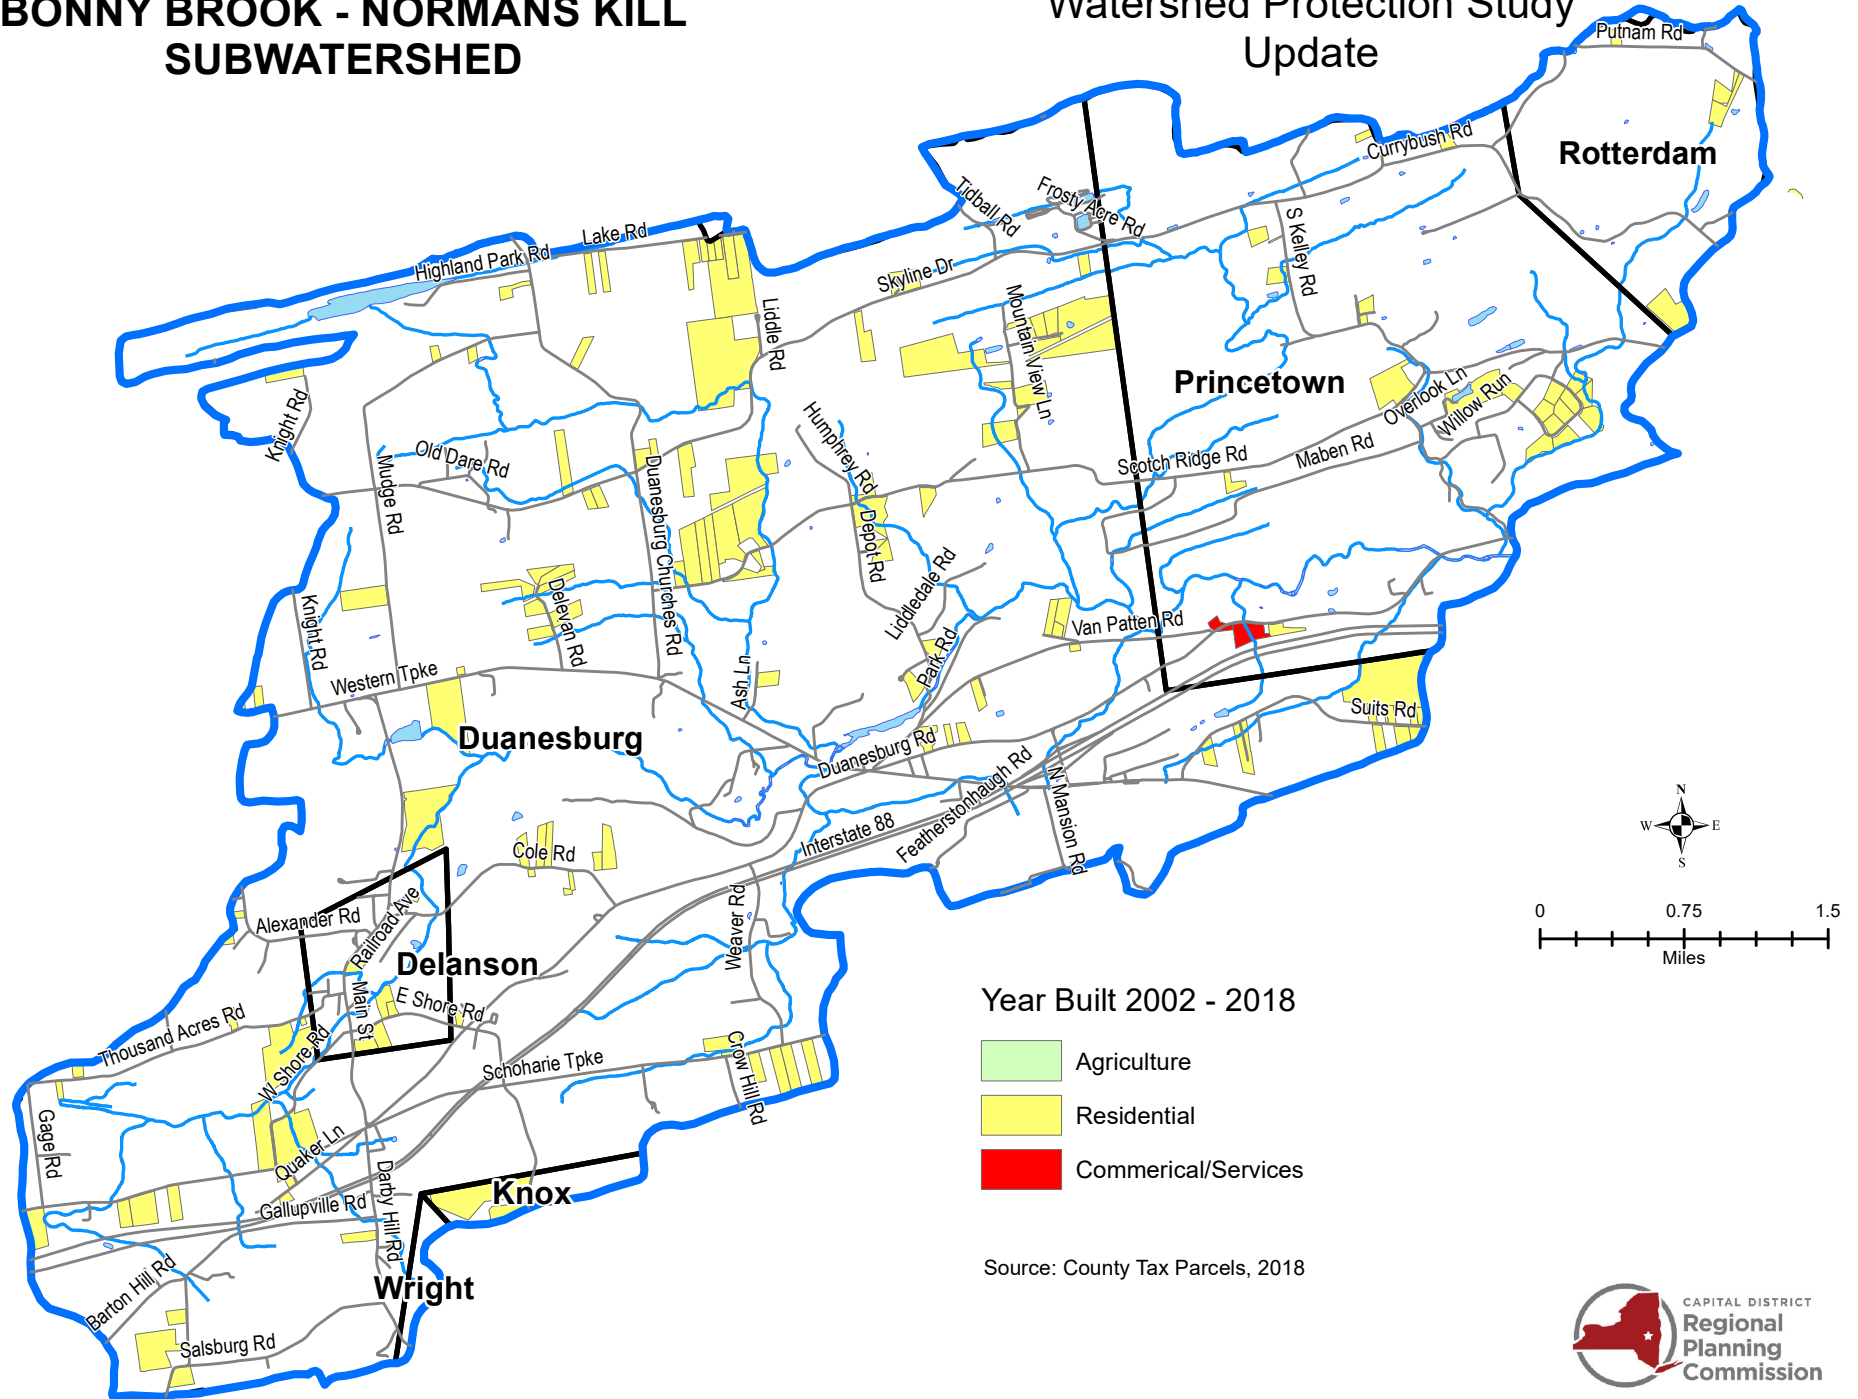 BONNY BROOK - NORMANS KILL
SUBWATERSHED
Watershed Protection Study
Update
Putnam Rd
Rotterdam
Currybush Rd
Tidball Rd
Frosty Acre Rd
S Kelley Rd
Lake Rd
Highland Park Rd
Skyline Dr
Liddle Rd
Mountain View Ln
Princetown
Overlook Ln
Willow Run
Knight Rd
Humphrey Rd
Old Dare Rd
Mudge Rd
Duanesburg Churches Rd
Scotch Ridge Rd
Maben Rd
Depot Rd
Liddledale Rd
Delevan Rd
Knight Rd
Van Patten Rd
Park Rd
Ash Ln
Western Tpke
Suits Rd
Duanesburg
Duanesburg Rd
N Mansion Rd
Featherstonhaugh Rd
Interstate 88
Cole Rd
N
W
E
S
Weaver Rd
Alexander Rd
Railroad Ave
Delanson
0
0.75
1.5
Miles
Main St
E Shore Rd
Thousand Acres Rd
W Shore Rd
Schoharie Tpke
Crow Hill Rd
Year Built 2002 - 2018
Agriculture
Residential
Commerical/Services
Gage Rd
Quaker Ln
Darby Hill Rd
Gallupville Rd
Knox
Barton Hill Rd
Wright
Salsburg Rd
Source: County Tax Parcels, 2018
CAPITAL DISTRICT
Regional
Planning
Commission